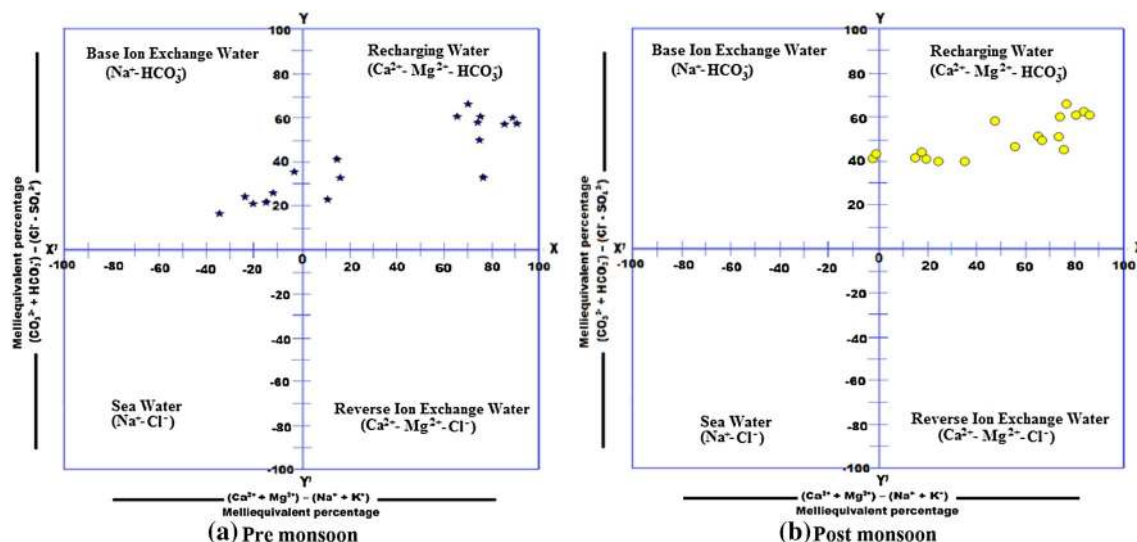 Y
Base Ion Exchange Water
(Na⁺-HCO₃⁻)
Recharging Water
(Ca²⁺- Mg²⁺- HCO₃⁻)
100
80
60
40
20
X' X
-100 -80 -60 -40 -20 0 20 40 60 80 100
-20
-40
-60
-80
-100
Sea Water
(Na⁺-Cl⁻)
Reverse Ion Exchange Water
(Ca²⁺- Mg²⁺-Cl⁻)
Y'
Melliequivalent percentage
(CO₃²⁻ + HCO₃⁻) – (Cl⁻ + SO₄²⁻)
(Ca²⁺ + Mg²⁺) – (Na⁺ + K⁺)
Melliequivalent percentage
(a) Pre monsoon
Y
Base Ion Exchange Water
(Na⁺-HCO₃⁻)
Recharging Water
(Ca²⁺- Mg²⁺- HCO₃⁻)
100
80
60
40
20
X' X
-100 -80 -60 -40 -20 0 20 40 60 80 100
-20
-40
-60
-80
-100
Sea Water
(Na⁺-Cl⁻)
Reverse Ion Exchange Water
(Ca²⁺- Mg²⁺-Cl⁻)
Y'
Melliequivalent percentage
(CO₃²⁻ + HCO₃⁻) – (Cl⁻ + SO₄²⁻)
(Ca²⁺ + Mg²⁺) – (Na⁺ + K⁺)
Melliequivalent percentage
(b) Post monsoon